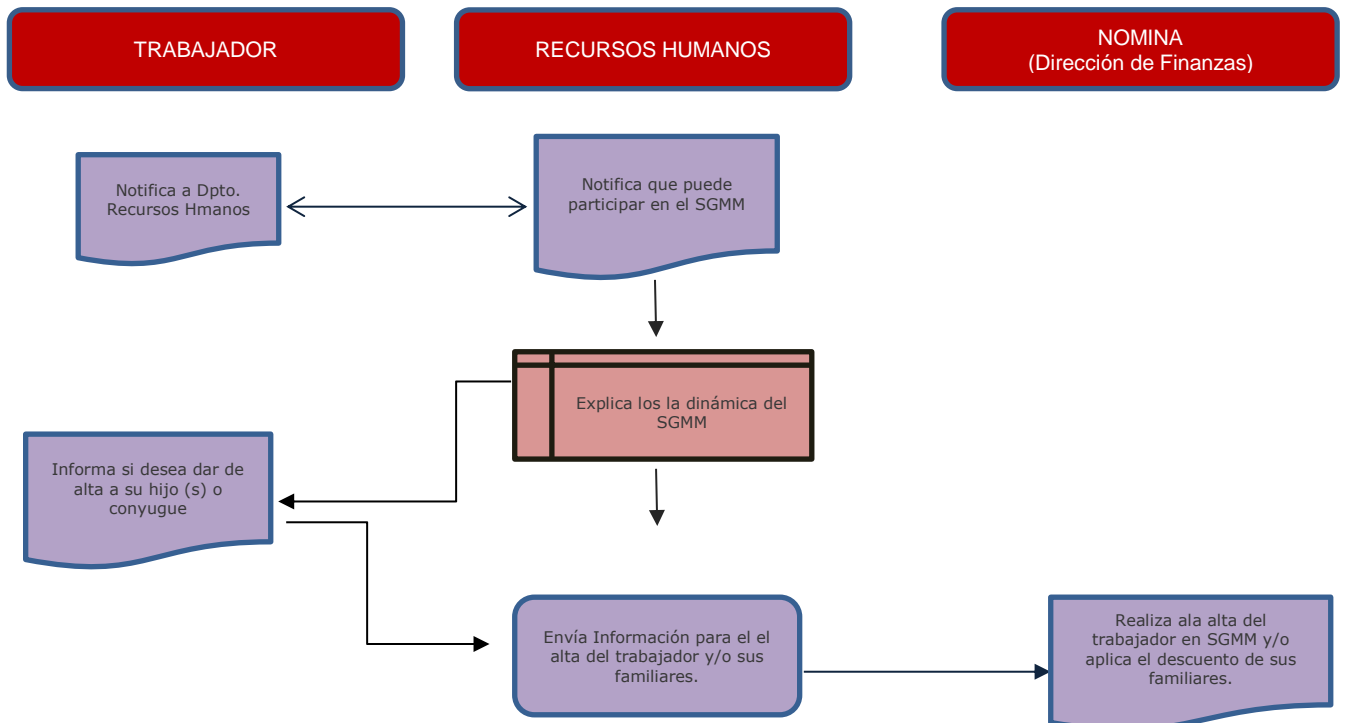 TRABAJADOR
RECURSOS HUMANOS
NOMINA
(Dirección de Finanzas)
Notifica a Dpto.
Recursos Hmanos
Notifica que puede
participar en el SGMM
Explica los la dinámica del
SGMM
Informa si desea dar de
alta a su hijo (s) o
conyugue
Envía Información para el el
alta del trabajador y/o sus
familiares.
Realiza ala alta del
trabajador en SGMM y/o
aplica el descuento de sus
familiares.